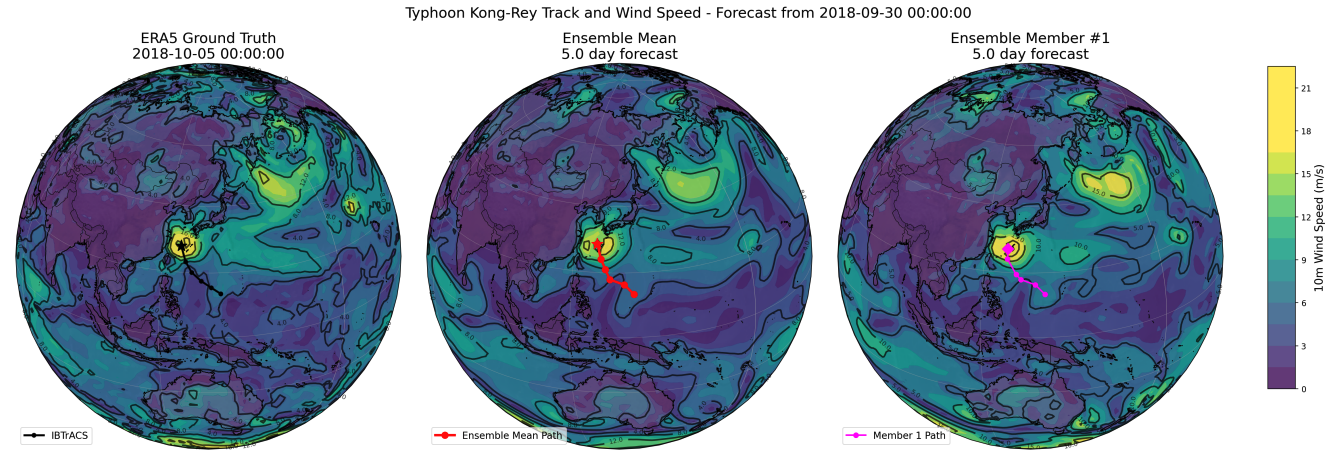 Typhoon Kong-Rey Track and Wind Speed - Forecast from 2018-09-30 00:00:00
ERA5 Ground Truth
2018-10-05 00:00:00
Ensemble Mean
5.0 day forecast
Ensemble Member #1
5.0 day forecast
21
18
15
12
9
6
3
0
10m Wind Speed (m/s)
IBTrACS
Ensemble Mean Path
Member 1 Path